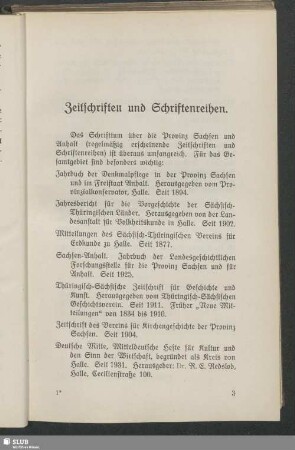 Zeitschriften und Schriftenreihen.
Das Schrifttum über die Provinz Sachsen und
Anhalt (regelmäßig erscheinende Zeitschriften und
Schriftenreihen) ist überaus umfangreich. Für das Ge-
samtgebiet sind besonders wichtig:
Jahrbuch der Denkmalpflege in der Provinz Sachsen
und im Freistaat Anhalt. Herausgegeben vom Pro-
vinzialkonservator, Halle. Seit 1894.
Jahresbericht für die Vorgeschichte der Sächsisch-
Thüringischen Länder. Herausgegeben von der Lan-
desanstalt für Volkheitskunde in Halle. Seit 1902.
Mitteilungen des Sächsisch-Thüringischen Vereins für
Erdkunde zu Halle. Seit 1877.
Sachsen-Anhalt. Jahrbuch der Landesgeschichtlichen
Forschungsstelle für die Provinz Sachsen und für
Anhalt. Seit 1925.
Thüringisch-Sächsische Zeitschrift für Geschichte und
Kunst. Herausgegeben vom Thüringisch-Sächsischen
Geschichtsverein. Seit 1911. Früher „Neue Mit-
teilungen“ von 1834 bis 1910.
Zeitschrift des Vereins für Kirchengeschichte der Provinz
Sachsen. Seit 1904.
Deutsche Mitte, Mitteldeutsche Hefte für Kultur und
den Sinn der Wirtschaft, begründet als Kreis von
Halle. Seit 1931. Herausgeber: Dr. R. E. Redslob,
Halle, Cecilienstraße 100.
1*
3